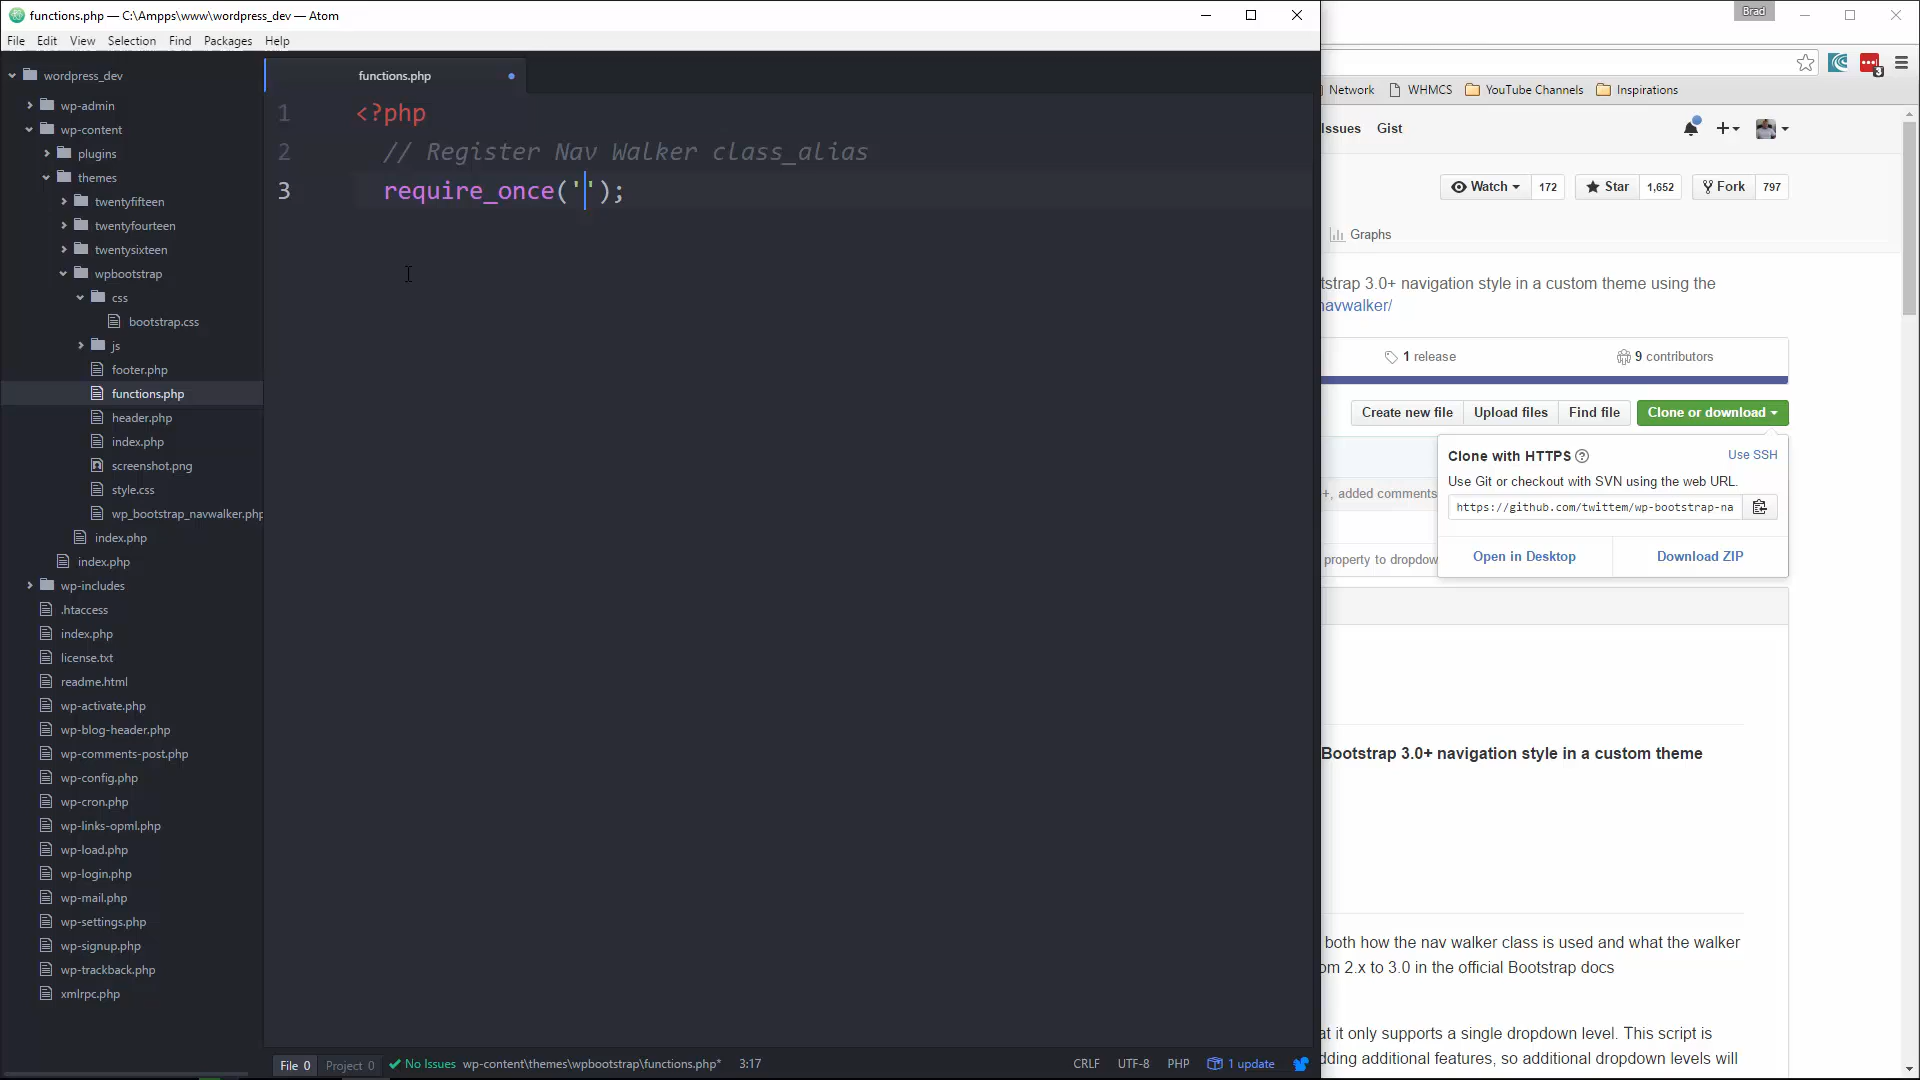 functions.php — C:\Ampps\www\wordpress_dev — Atom
File Edit View Selection Find Packages Help
wordpress_dev
wp-admin
wp-content
plugins
themes
twentyfifteen
twentyfourteen
twentysixteen
wpbootstrap
css
bootstrap.css
js
footer.php
functions.php
header.php
index.php
screenshot.png
style.css
wp_bootstrap_navwalker.php
index.php
index.php
wp-includes
.htaccess
index.php
license.txt
readme.html
wp-activate.php
wp-blog-header.php
wp-comments-post.php
wp-config.php
wp-cron.php
wp-links-opml.php
wp-load.php
wp-login.php
wp-mail.php
wp-settings.php
wp-signup.php
wp-trackback.php
xmlrpc.php
functions.php
1 <?php
2 // Register Nav Walker class_alias
3 require_once('');
File 0 Project 0 No Issues wp-content\themes\wpbootstrap\functions.php* 3:17 CRLF UTF-8 PHP 1 update
Brad
3
Network WHMCS YouTube Channels Inspirations
Issues Gist
Watch 172 Star 1,652 Fork 797
Graphs
tstrap 3.0+ navigation style in a custom theme using the
navwalker/
1 release 9 contributors
Create new file Upload files Find file Clone or download
Clone with HTTPS Use SSH
Use Git or checkout with SVN using the web URL.
+, added comments
https://github.com/twittem/wp-bootstrap-na
property to dropdow
Open in Desktop Download ZIP
Bootstrap 3.0+ navigation style in a custom theme
both how the nav walker class is used and what the walker
om 2.x to 3.0 in the official Bootstrap docs
at it only supports a single dropdown level. This script is
dding additional features, so additional dropdown levels will